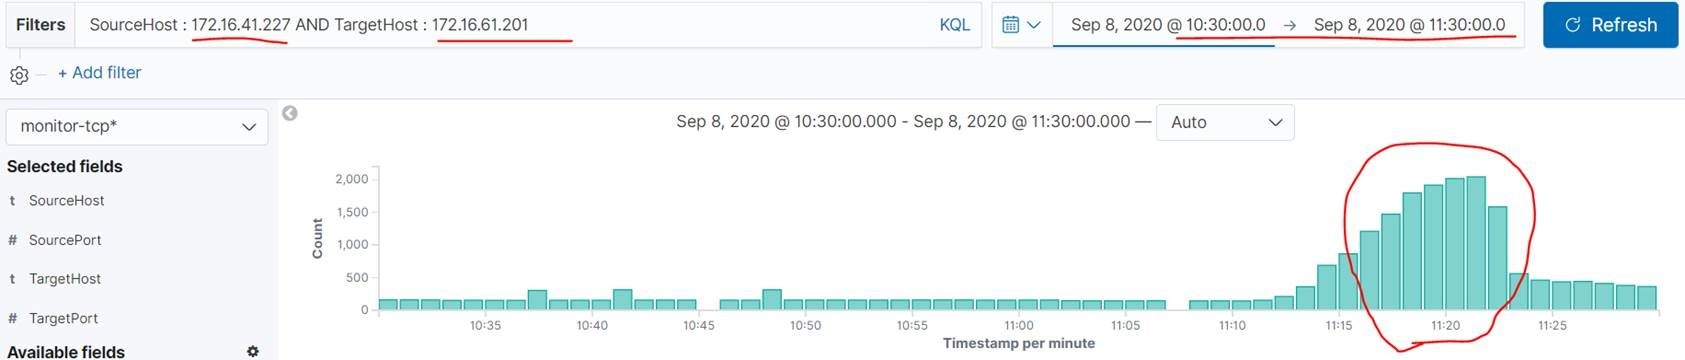 Filters SourceHost : 172.16.41.227 AND TargetHost : 172.16.61.201 KQL Sep 8, 2020 @ 10:30:00.0 → Sep 8, 2020 @ 11:30:00.0 Refresh
+ Add filter
monitor-tcp*
Selected fields
t SourceHost
# SourcePort
t TargetHost
# TargetPort
Available fields
Sep 8, 2020 @ 10:30:00.000 - Sep 8, 2020 @ 11:30:00.000 — Auto
Count
2,000
1,500
1,000
500
0
10:35 10:40 10:45 10:50 10:55 11:00 11:05 11:10 11:15 11:20 11:25
Timestamp per minute